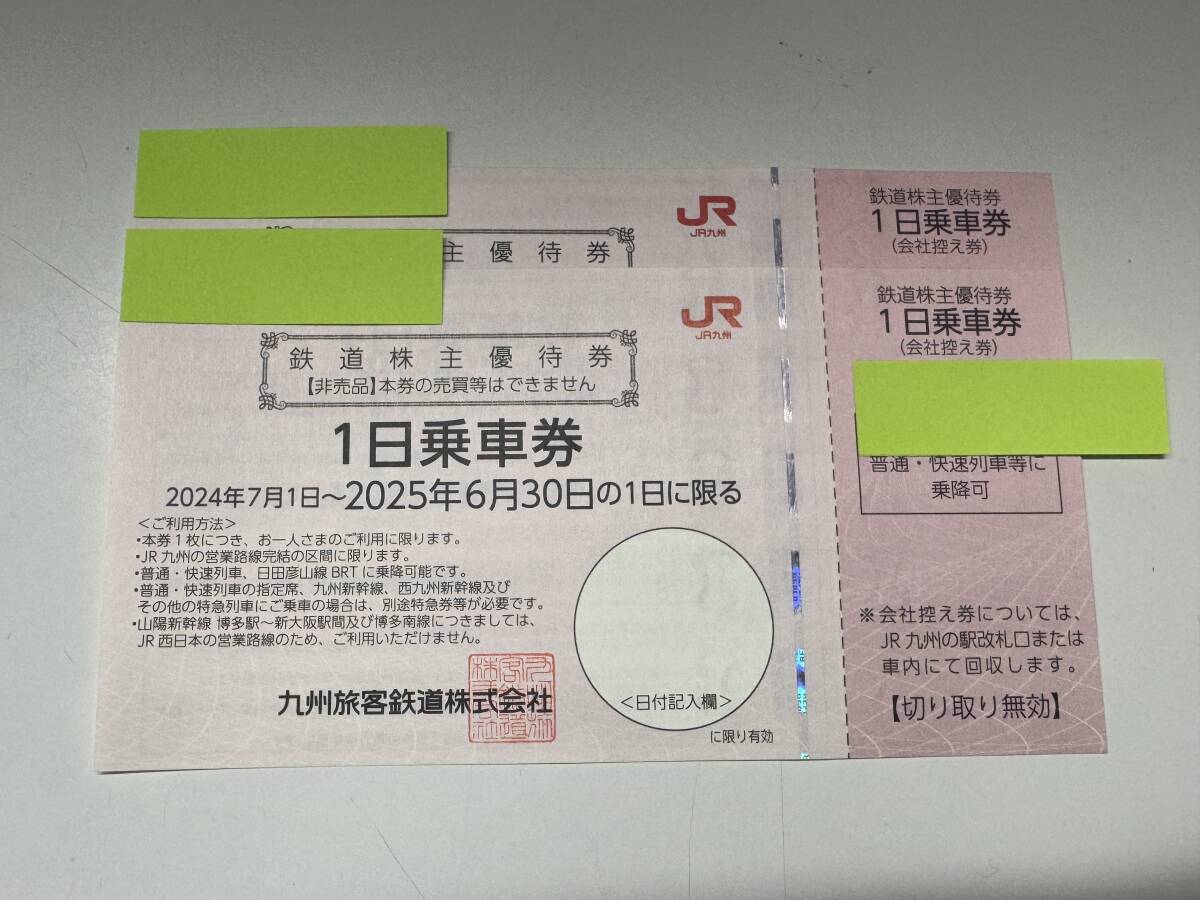 JR
JR九州
主優待券
鉄道株主優待券
1日乗車券
(会社控え券)
JR
JR九州
鉄道株主優待券
【非売品】本券の売買等はできません
1日乗車券
2024年7月1日～2025年6月30日の1日に限る
＜ご利用方法＞
・本券1枚につき、お一人さまのご利用に限ります。
・JR九州の営業路線完結の区間に限ります。
・普通・快速列車、日田彦山線BRTに乗降可能です。
・普通・快速列車の指定席、九州新幹線、西九州新幹線及び
その他の特急列車にご乗車の場合は、別途特急券等が必要です。
・山陽新幹線 博多駅～新大阪駅間及び博多南線につきましては、
JR西日本の営業路線のため、ご利用いただけません。
九州旅客鉄道株式会社
＜日付記入欄＞
に限り有効
鉄道株主優待券
1日乗車券
(会社控え券)
普通・快速列車等に
乗降可
※会社控え券については、
JR九州の駅改札口または
車内にて回収します。
【切り取り無効】